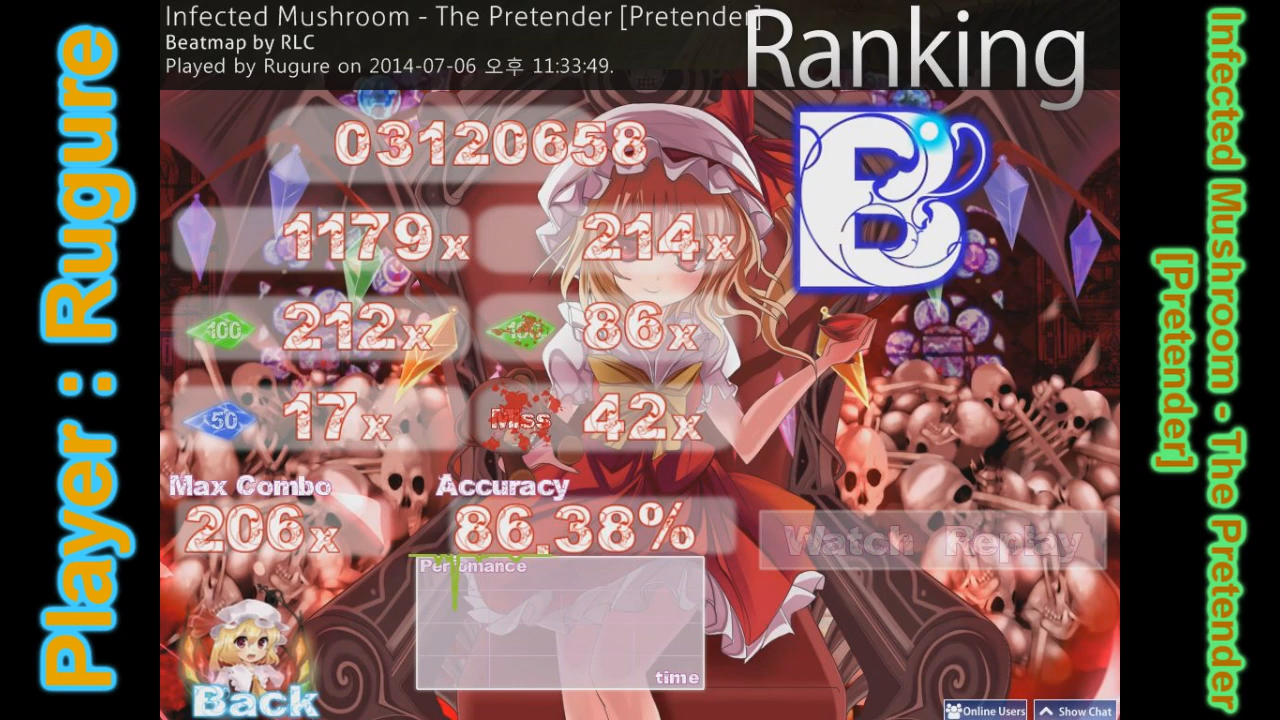 Player : Rugure
Infected Mushroom - The Pretender [Pretender]
Beatmap by RLC
Played by Rugure on 2014-07-06 오후 11:33:49.
Ranking
B
03120658
1179x
214x
100
212x
100
86x
50
17x
Miss
42x
Max Combo
206x
Accuracy
86.38%
Watch Replay
Performance
time
Back
Online Users
Show Chat
Infected Mushroom - The Pretender
[Pretender]